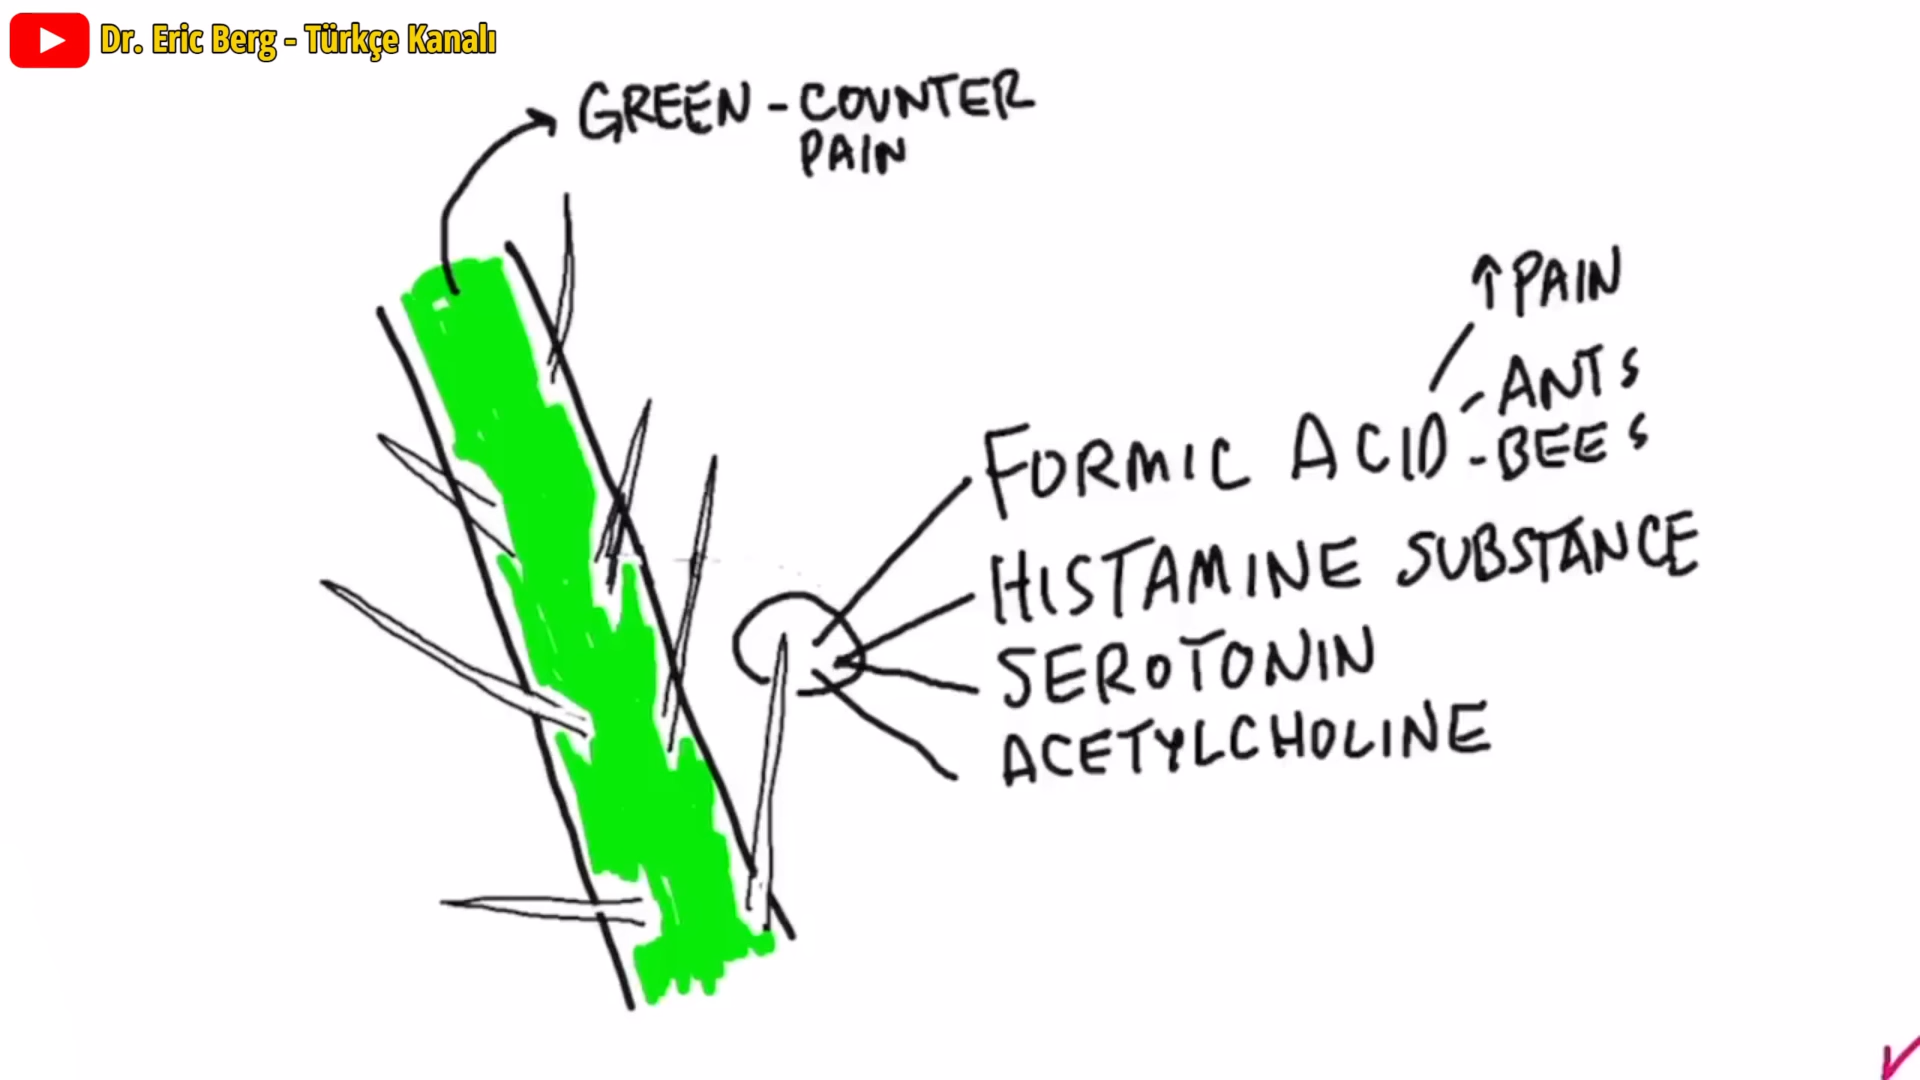 Dr. Eric Berg - Türkçe Kanalı
GREEN - COUNTER
PAIN
↑ PAIN
- ANTS
FORMIC ACID - BEES
HISTAMINE SUBSTANCE
SEROTONIN
ACETYLCHOLINE